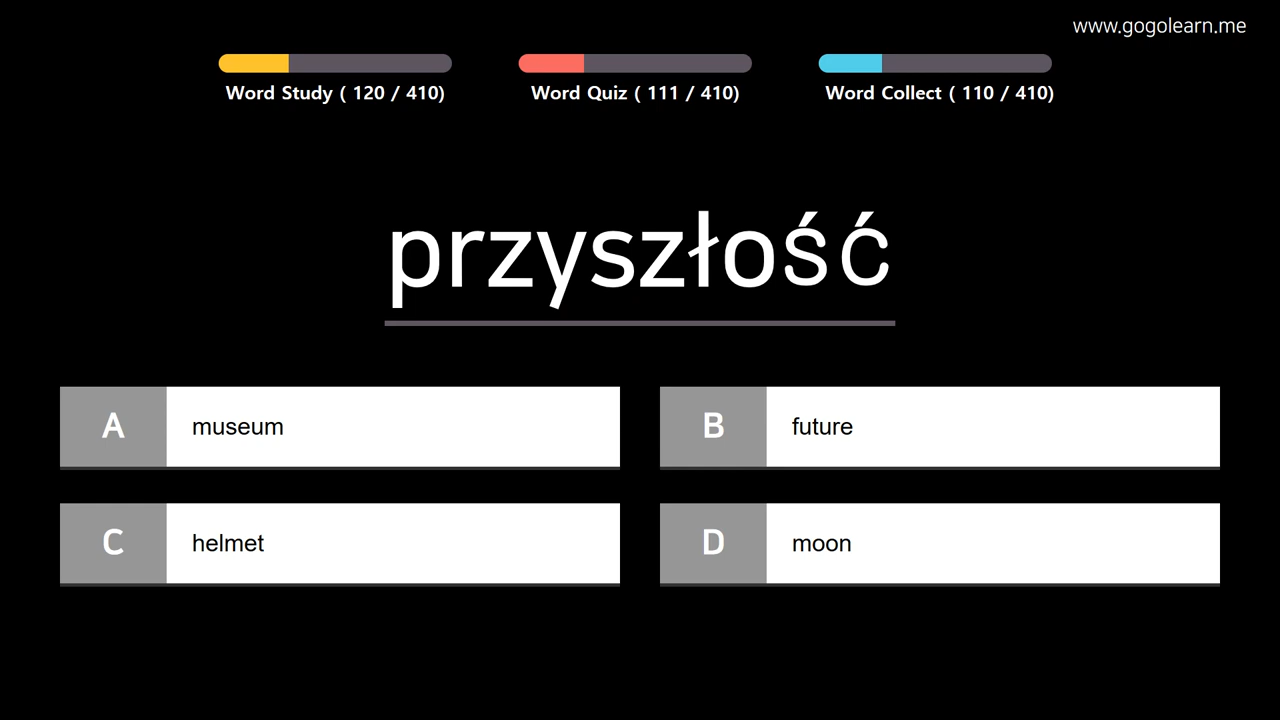 www.gogolearn.me
Word Study ( 120 / 410)
Word Quiz ( 111 / 410)
Word Collect ( 110 / 410)
przyszłość
A museum
B future
C helmet
D moon